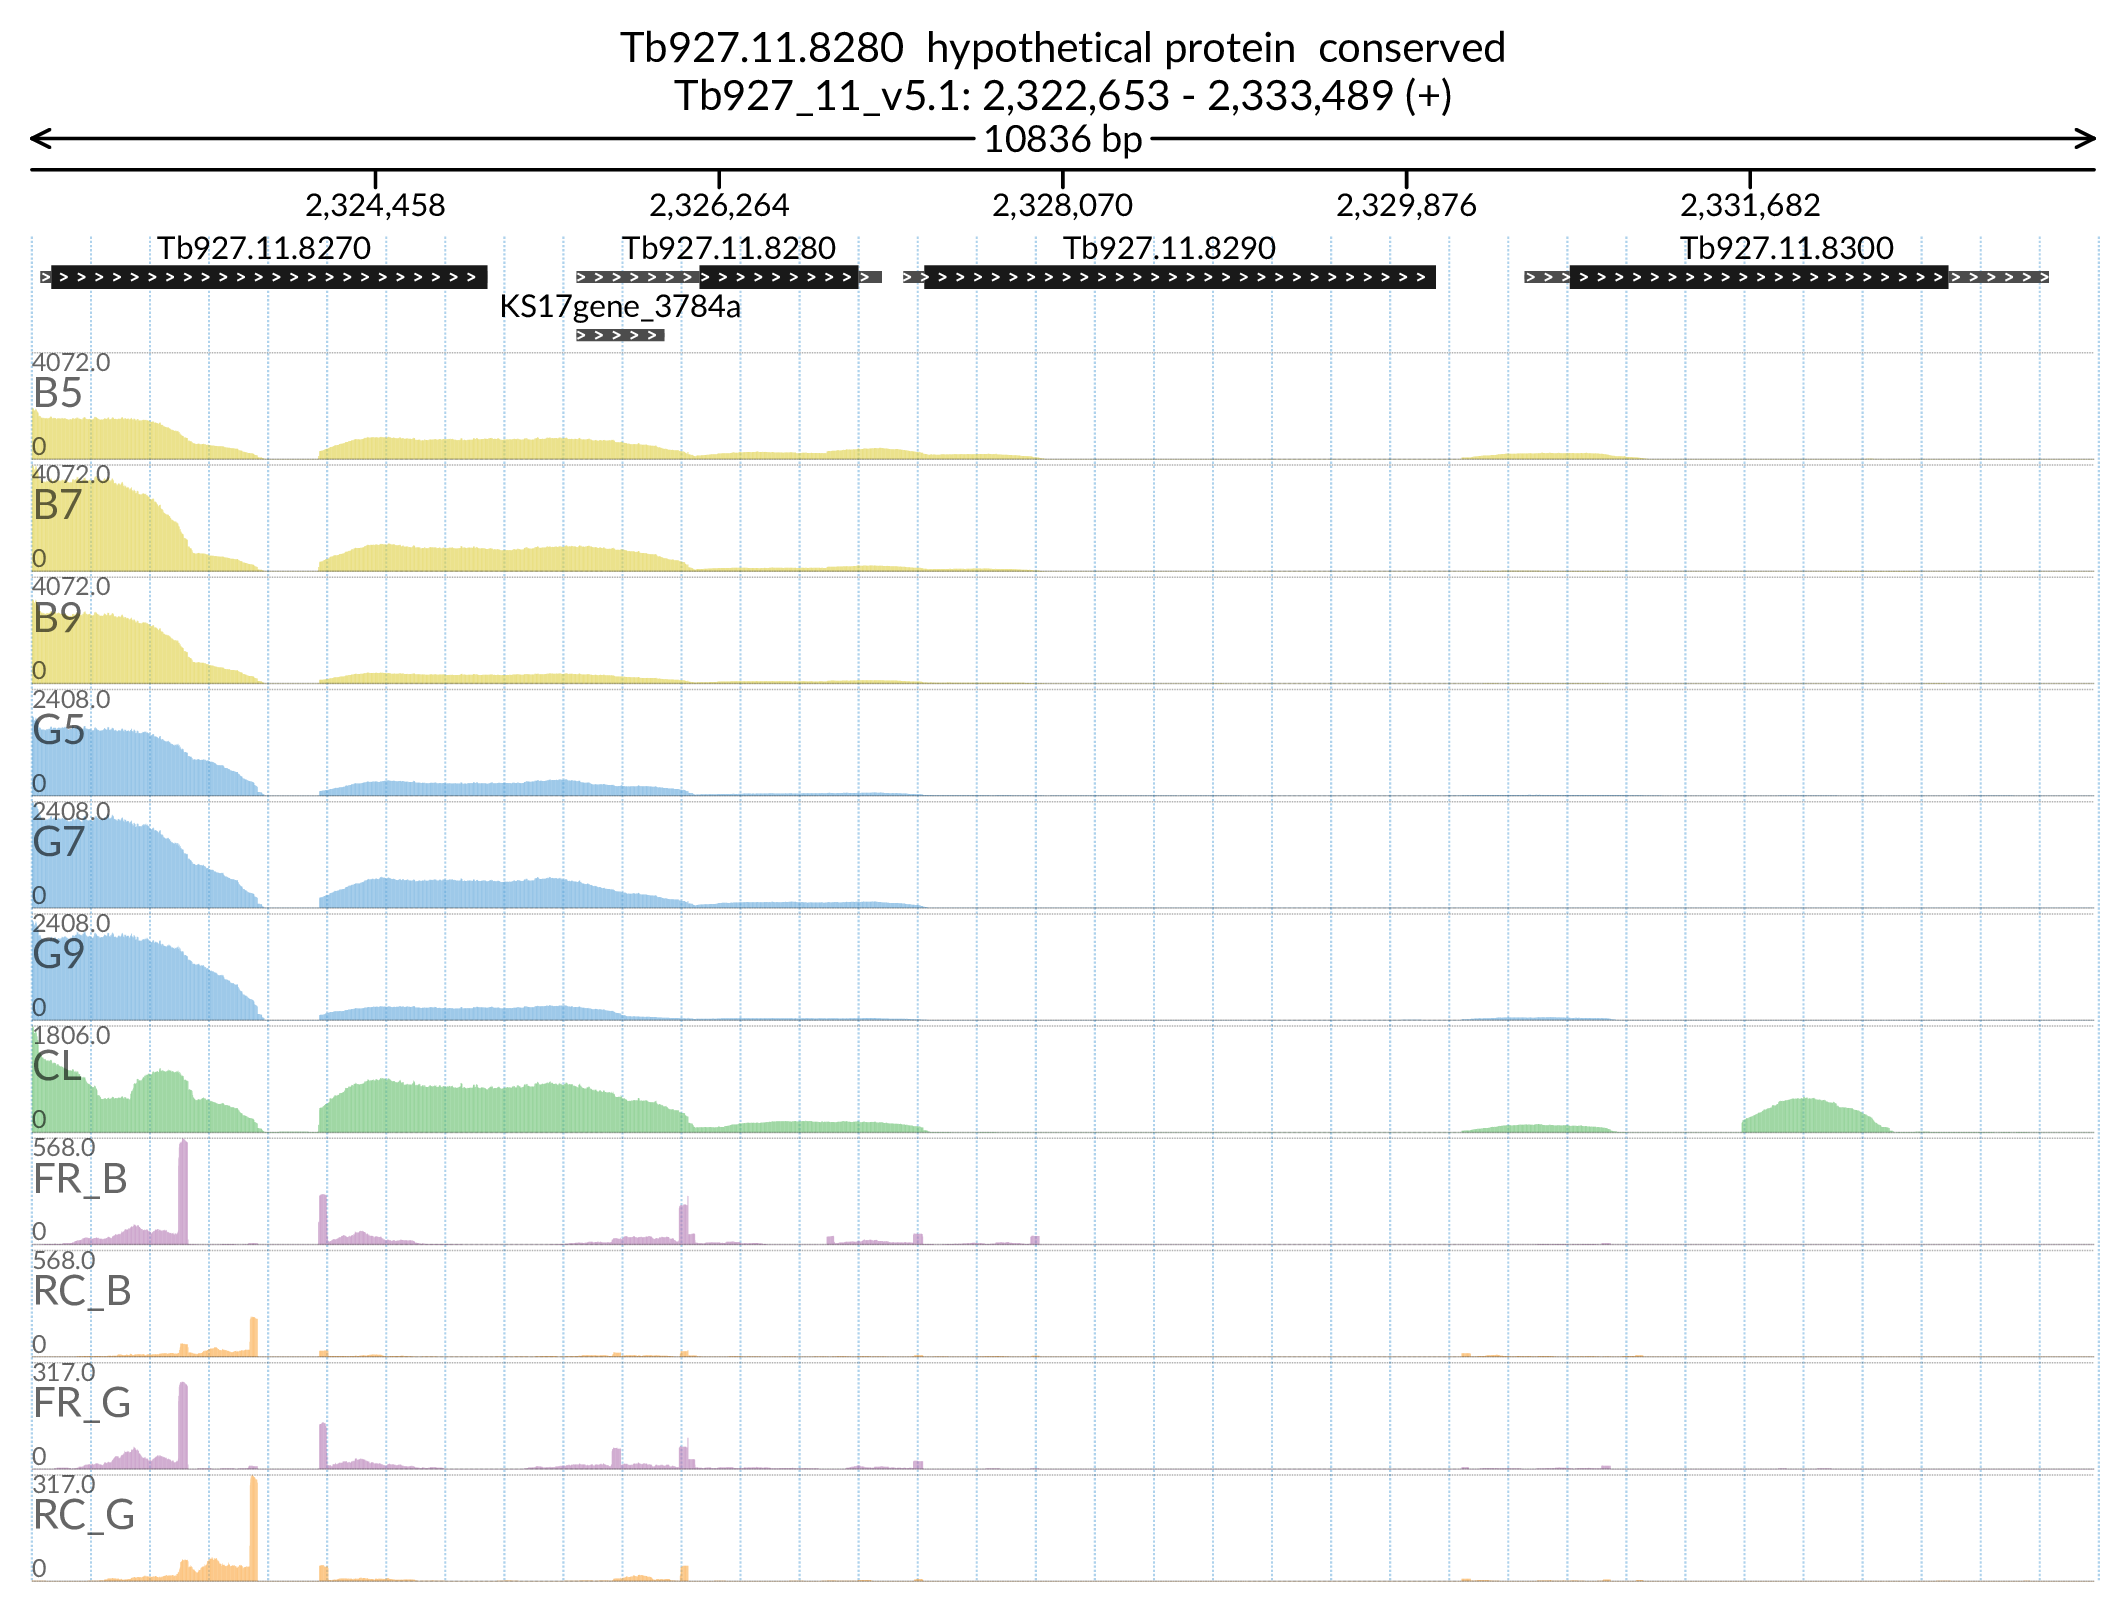 Tb927.11.8280  hypothetical protein  conserved
Tb927_11_v5.1: 2,322,653 - 2,333,489 (+)
10836 bp
2,324,458 2,326,264 2,328,070 2,329,876 2,331,682
Tb927.11.8270 Tb927.11.8280 Tb927.11.8290 Tb927.11.8300
KS17gene_3784a
4072.0
B5
0
4072.0
B7
0
4072.0
B9
0
2408.0
G5
0
2408.0
G7
0
2408.0
G9
0
1806.0
CL
0
568.0
FR_B
0
568.0
RC_B
0
317.0
FR_G
0
317.0
RC_G
0